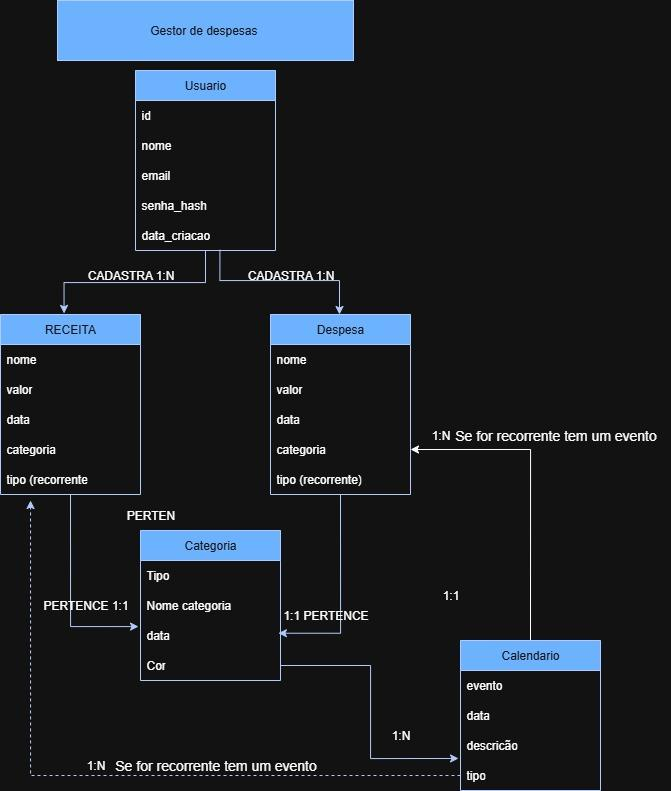 Gestor de despesas
Usuario
id
nome
email
senha_hash
data_criacao
CADASTRA 1:N
CADASTRA 1:N
RECEITA
nome
valor
data
categoria
tipo (recorrente
Despesa
nome
valor
data
categoria
tipo (recorrente)
1:N Se for recorrente tem um evento
PERTEN
Categoria
Tipo
Nome categoria
data
Cor
PERTENCE 1:1
1:1 PERTENCE
1:1
Calendario
evento
data
descricão
tipo
1:N
1:N Se for recorrente tem um evento